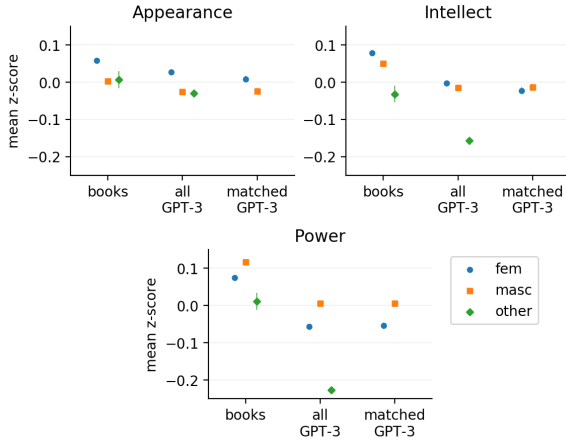 Appearance
Intellect
mean z-score
0.1
0.0
−0.1
−0.2
books
all
GPT-3
matched
GPT-3
0.1
0.0
−0.1
−0.2
books
all
GPT-3
matched
GPT-3
Power
mean z-score
0.1
0.0
−0.1
−0.2
books
all
GPT-3
matched
GPT-3
fem
masc
other